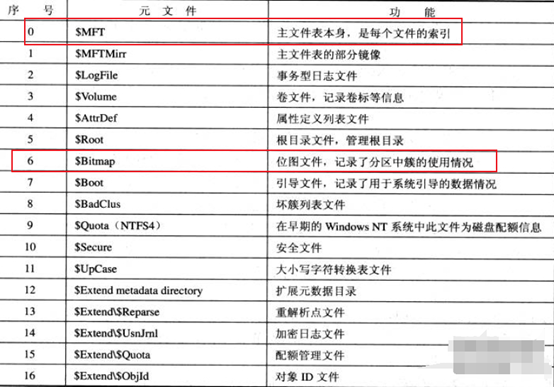 序 号 元 文 件 功 能
0 $MFT 主文件表本身，是每个文件的索引
1 $MFTMirr 主文件表的部分镜像
2 $LogFile 事务型日志文件
3 $Volume 卷文件，记录卷标等信息
4 $AttrDef 属性定义列表文件
5 $Root 根目录文件，管理根目录
6 $Bitmap 位图文件，记录了分区中簇的使用情况
7 $Boot 引导文件，记录了用于系统引导的数据情况
8 $BadClus 坏簇列表文件
9 $Quota（NTFS4） 在早期的 Windows NT 系统中此文件为磁盘配额信息
10 $Secure 安全文件
11 $UpCase 大小写字符转换表文件
12 $Extend metadata directory 扩展元数据目录
13 $Extend\$Reparse 重解析点文件
14 $Extend\$UsnJrnl 加密日志文件
15 $Extend\$Quota 配额管理文件
16 $Extend\$ObjId 对象 ID 文件